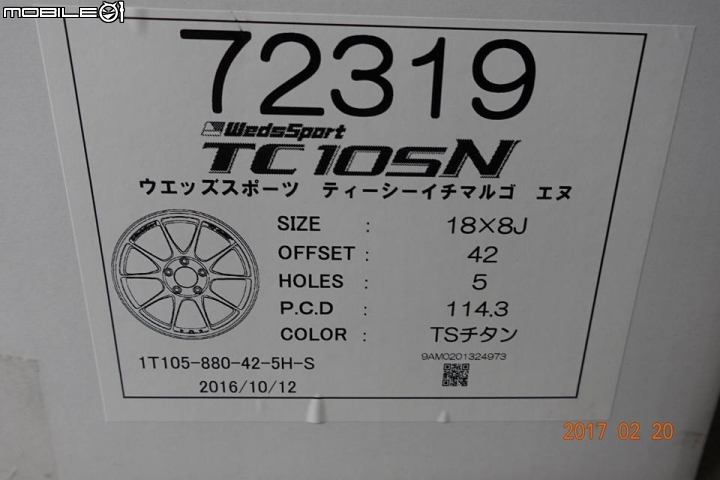 MOBILE01
72319
WedsSport
TC105N
ウエッズスポーツ ティーシーイチマルゴ エヌ
SIZE : 18×8J
OFFSET : 42
HOLES : 5
P.C.D : 114.3
COLOR : TSチタン
9AM0201324973
1T105-880-42-5H-S
2016/10/12
2017 02 20